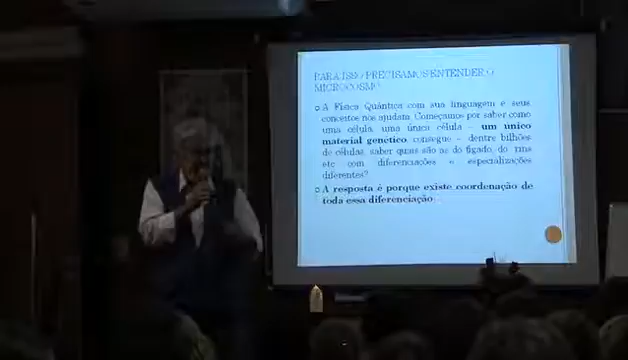 PARA ISSO PRECISAMOS ENTENDER O
MICROCOSMO
A Física Quântica com sua linguagem e seus
conceitos nos ajudam. Começamos por saber como
uma célula, uma única célula – um unico
material genético, consegue – dentre bilhões
de células, saber quais são as do fígado, do rins
etc com diferenciações e especializações
diferentes?
A resposta é porque existe coordenação de
toda essa diferenciação